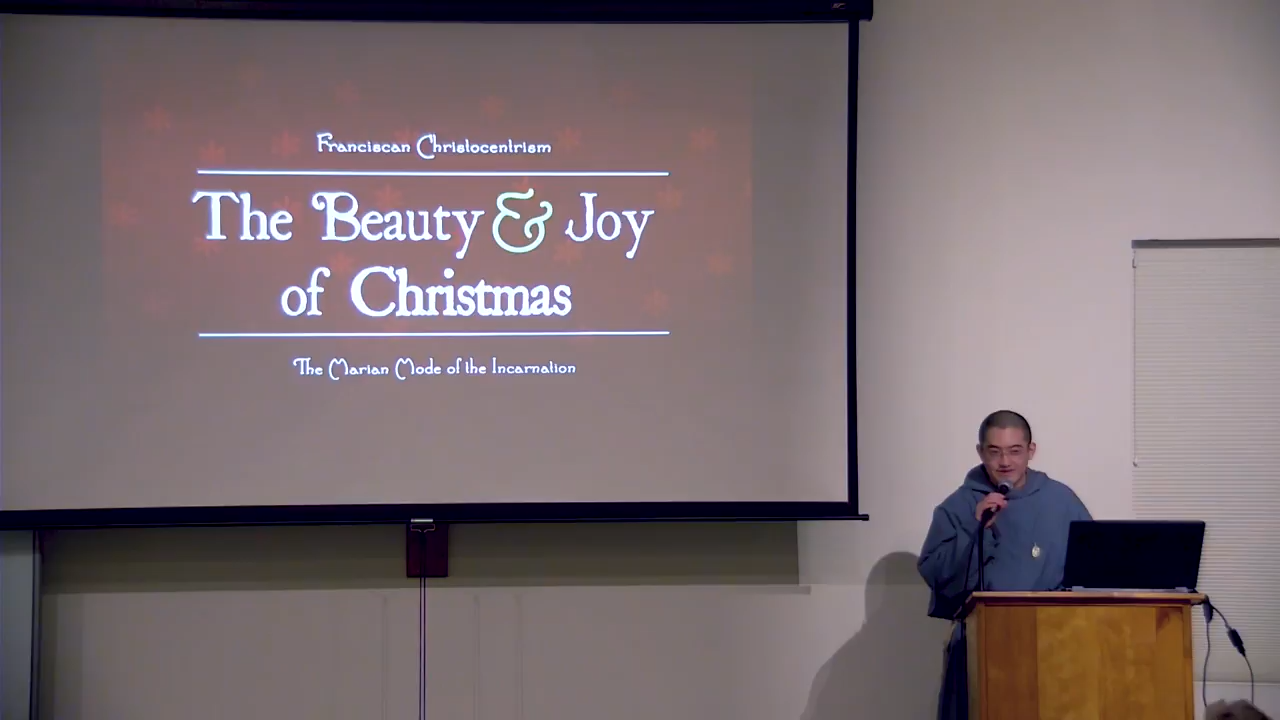 Franciscan Christocentrism
The Beauty & Joy
of Christmas
The Marian Mode of the Incarnation